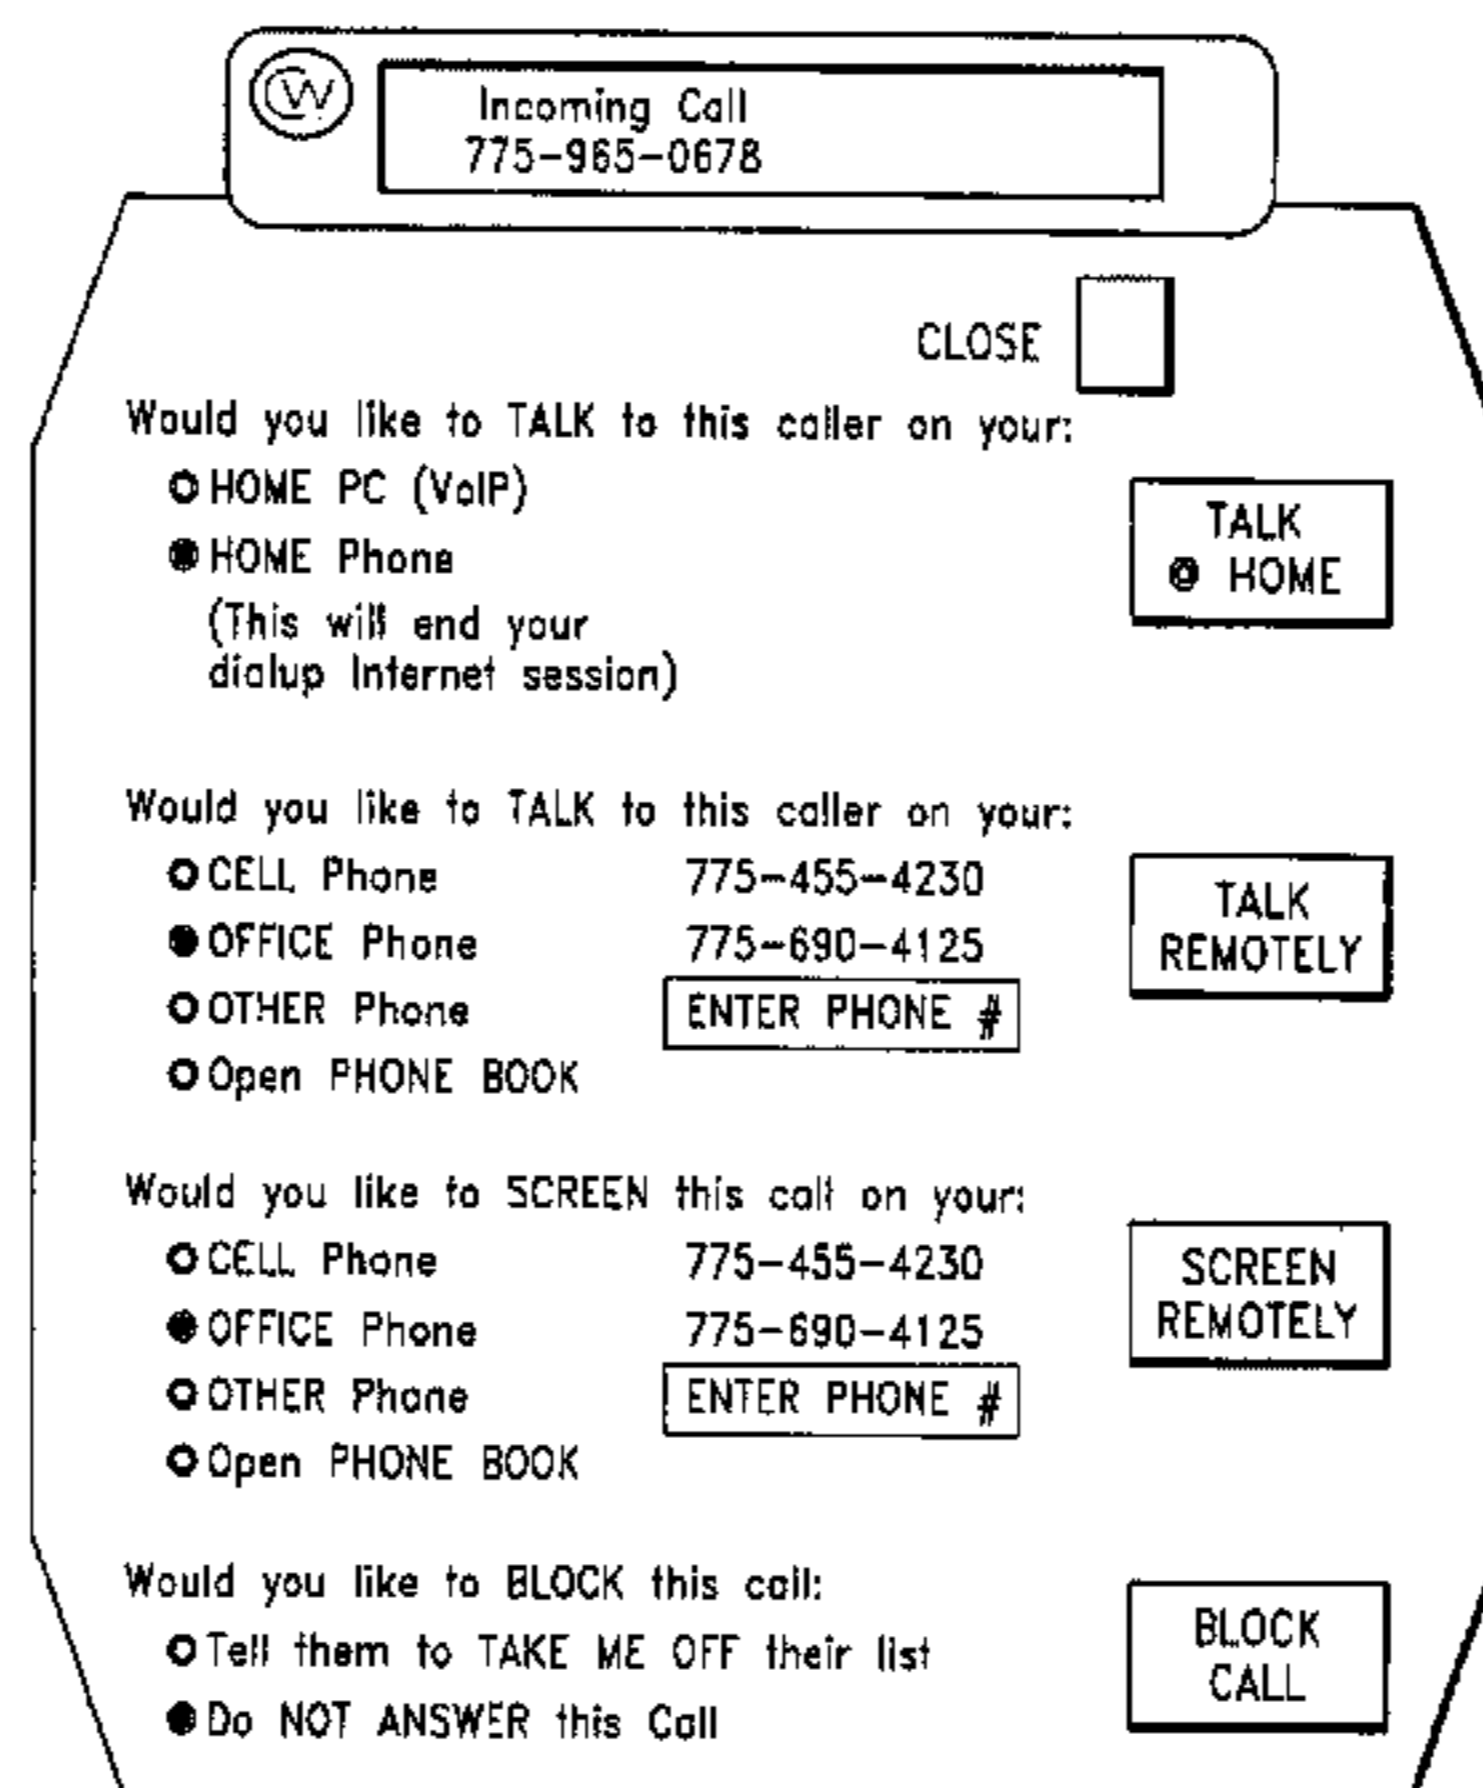 CW
Incoming Call
775-965-0678
CLOSE
Would you like to TALK to this caller on your:
HOME PC (VoIP)
HOME Phone
(This will end your
dialup Internet session)
TALK
@ HOME
Would you like to TALK to this caller on your:
CELL Phone 775-455-4230
OFFICE Phone 775-690-4125
OTHER Phone ENTER PHONE #
Open PHONE BOOK
TALK
REMOTELY
Would you like to SCREEN this call on your:
CELL Phone 775-455-4230
OFFICE Phone 775-690-4125
OTHER Phone ENTER PHONE #
Open PHONE BOOK
SCREEN
REMOTELY
Would you like to BLOCK this call:
Tell them to TAKE ME OFF their list
Do NOT ANSWER this Call
BLOCK
CALL